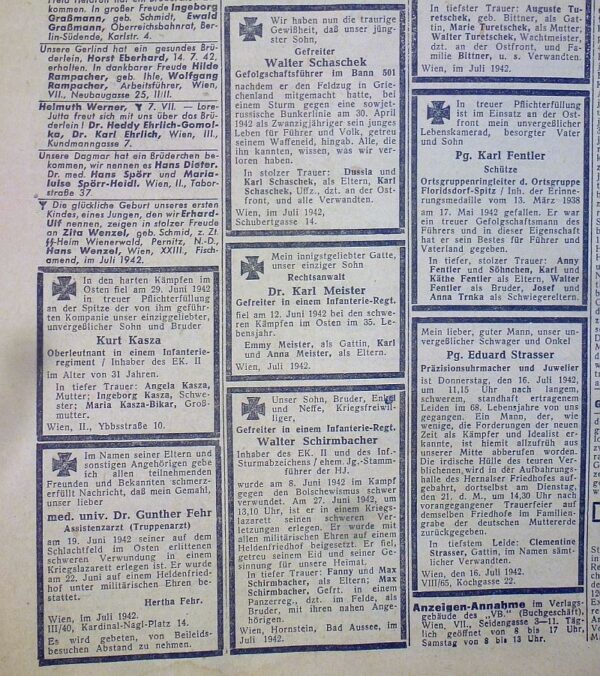 kommen. In großer Freude Ingeborg
Graßmann, geb. Schmidt, Ewald
Graßmann, Oberreichsbahnrat, Ber-
lin-Südende, Karlstr. 4.
Unsere Gerlind hat ein gesundes Brü-
derlein, Horst Eberhard, 14. 7. 42,
erhalten. In dankbarer Freude Hilde
Rampacher, geb. Ihle, Wolfgang
Rampacher, Arbeitsführer, Wien,
VII., Neubaugasse 25, II/II.
Helmuth Werner, 7. VII. — Lore-
Jutta freut sich mit uns über das Brü-
derlein! Dr. Heddy Ehrlich-Gomol-
ka, Dr. Karl Ehrlich, Wien, III.,
Kundmanngasse 7.
Unsere Dagmar hat ein Brüderchen be-
kommen, wir nennen es Hans Dieter.
Dr. med. Hans Spörr und Maria-
luise Spörr-Heidl. Wien, II., Tabor-
straße 37.
Die glückliche Geburt unseres ersten
Kindes, eines Jungen, den wir Erhard-
Ulf nennen, zeigen in stolzer Freude
an Zita Wenzel, geb. Schmid, z. Zt.
SS-Heim Wienerwald, Pernitz, N.-D.,
Hans Wenzel, Wien, XXIII., Fisch-
amend, im Juli 1942.
In den harten Kämpfen im
Osten fiel am 29. Juni 1942
in treuer Pflichterfüllung
an der Spitze der von ihm geführ-
ten Kompanie unser einziggeliebter,
unvergeßlicher Sohn und Bruder
Kurt Kasza
Oberleutnant in einem Infanterie-
regiment / Inhaber des EK. II
im Alter von 31 Jahren.
In tiefer Trauer: Angela Kasza,
Mutter; Ingeborg Kasza, Schwe-
ster; Maria Kasza-Bikar, Groß-
mutter.
Wien, II., Ybbsstraße 10.
Im Namen seiner Eltern und
sonstigen Angehörigen gebe
ich allen teilnehmenden
Freunden und Bekannten schmerz-
erfüllt Nachricht, daß mein Gemahl,
unser lieber
med. univ. Dr. Gunther Fehr
Assistenzarzt (Truppenarzt)
am 19. Juni 1942 seiner auf dem
Schlachtfeld im Osten erlittenen
schweren Verwundung in einem
Kriegslazarett erlegen ist. Er wurde
am 22. Juni auf einem Heldenfried-
hof unter militärischen Ehren be-
stattet.
Hertha Fehr.
Wien, im Juli 1942.
III/40, Kardinal-Nagl-Platz 14.
Es wird gebeten, von Beileids-
besuchen Abstand zu nehmen.
Wir haben nun die traurige
Gewißheit, daß unser jüng-
ster Sohn,
Gefreiter
Walter Schaschek
Gefolgschaftsführer im Bann 501
nachdem er den Feldzug in Grie-
chenland mitgemacht hatte, bei
einem Sturm gegen eine sowjet-
russische Bunkerlinie am 30. April
1942 als Zwanzigjähriger sein junges
Leben für Führer und Volk, getreu
seinem Waffeneid, hingab. Alle, die
ihn kannten, wissen, was wir ver-
loren haben.
In stolzer Trauer: Dussia und
Karl Schaschek, als Eltern, Karl
Schaschek, Uffz., dzt. an der Ost-
front, und alle Verwandten.
Wien, im Juli 1942,
Schubertgasse 14.
Mein innigstgeliebter Gatte,
unser einziger Sohn
Rechtsanwalt
Dr. Karl Meister
Gefreiter in einem Infanterie-Regt.
fiel am 12. Juni 1942 bei den schwe-
ren Kämpfen im Osten im 35. Le-
bensjahr.
Emmy Meister, als Gattin, Karl
und Anna Meister, als Eltern.
Wien, im Juli 1942.
Unser Sohn, Bruder, Enkel
und Neffe, Kriegsfreiwil-
liger,
Gefreiter in einem Infanterie-Regt.
Walter Schirmbacher
Inhaber des EK. II und des Inf.-
Sturmabzeichens / ehem. Jg.-Stamm-
führer der HJ.
wurde am 8. Juni 1942 im Kampf
gegen den Bolschewismus schwer
verwundet. Am 27. Juni 1942, um
13,10 Uhr, ist er in einem Kriegs-
lazarett seinen schweren Ver-
letzungen erlegen. Er wurde mit
allen militärischen Ehren auf einem
Heldenfriedhof beigesetzt. Er fiel,
getreu seinem Eid und seiner Ge-
sinnung für unsere Heimat.
In tiefer Trauer: Fanny und Max
Schirmbacher, als Eltern; Max
Schirmbacher, Gefrt. in einem
Panzerreg., dzt. im Felde, als
Bruder, mit ihren nahen Ange-
hörigen.
Wien, Hornstein, Bad Aussee, im
Juli 1942.
In tiefster Trauer: Auguste Tu-
retschek, geb. Bittner, als Gat-
tin, Marie Turetschek, als Mutter,
Walter Turetschek, Wachtmeister,
dzt. an der Ostfront, und Fa-
milie Bittner, u. s. Verwandten.
Wien, im Juli 1942.
In treuer Pflichterfüllung
ist im Einsatz an der Ost-
front mein unvergeßlicher
Lebenskamerad, besorgter Vater
und Sohn
Pg. Karl Fentler
Schütze
Ortsgruppenringleiter d. Ortsgruppe
Floridsdorf-Spitz / Inh. der Erinne-
rungsmedaille vom 13. März 1938
am 17. Mai 1942 gefallen. Er war
ein treuer Gefolgschaftsmann des
Führers und in dieser Eigenschaft
hat er sein Bestes für Führer und
Vaterland gegeben.
In tiefer, stolzer Trauer: Anny
Fentler und Söhnchen, Karl und
Käthe Fentler als Eltern, Walter
Fentler als Bruder, Josef und
Anna Trnka als Schwiegereltern.
Mein lieber, guter Mann, unser un-
vergeßlicher Schwager und Onkel
Pg. Eduard Strasser
Präzisionsuhrmacher und Juwelier
ist Donnerstag, den 16. Juli 1942,
um 11,15 Uhr nach langem,
schwerem, standhaft ertragenem
Leiden im 68. Lebensjahr von uns
gegangen. Ein Mann, der, wie
wenige, die Forderungen der neuen
Zeit als Kämpfer und Idealist er-
kannte, ist hiemit allzufrüh aus
unserer Mitte abberufen worden.
Die irdische Hülle des teuren Ver-
blichenen, wird in der Aufbahrungs-
halle des Hernalser Friedhofes auf-
gebahrt, dortselbst am Dienstag,
den 21. d. M., um 14,30 Uhr nach
vorangegangener Trauerfeier auf
demselben Friedhofe im Familien-
grabe der deutschen Muttererde
zurückgegeben.
In tiefstem Leide: Clementine
Strasser, Gattin, im Namen sämt-
licher Verwandten.
Wien, den 16. Juli 1942.
VIII/65, Kochgasse 22.
Anzeigen-Annahme im Verlags-
gebäude des „VB.“ (Buchgeschäft),
Wien, VII., Seidengasse 3—11. Täg-
lich geöffnet von 8 bis 17 Uhr,
Samstag von 8 bis 13 Uhr.